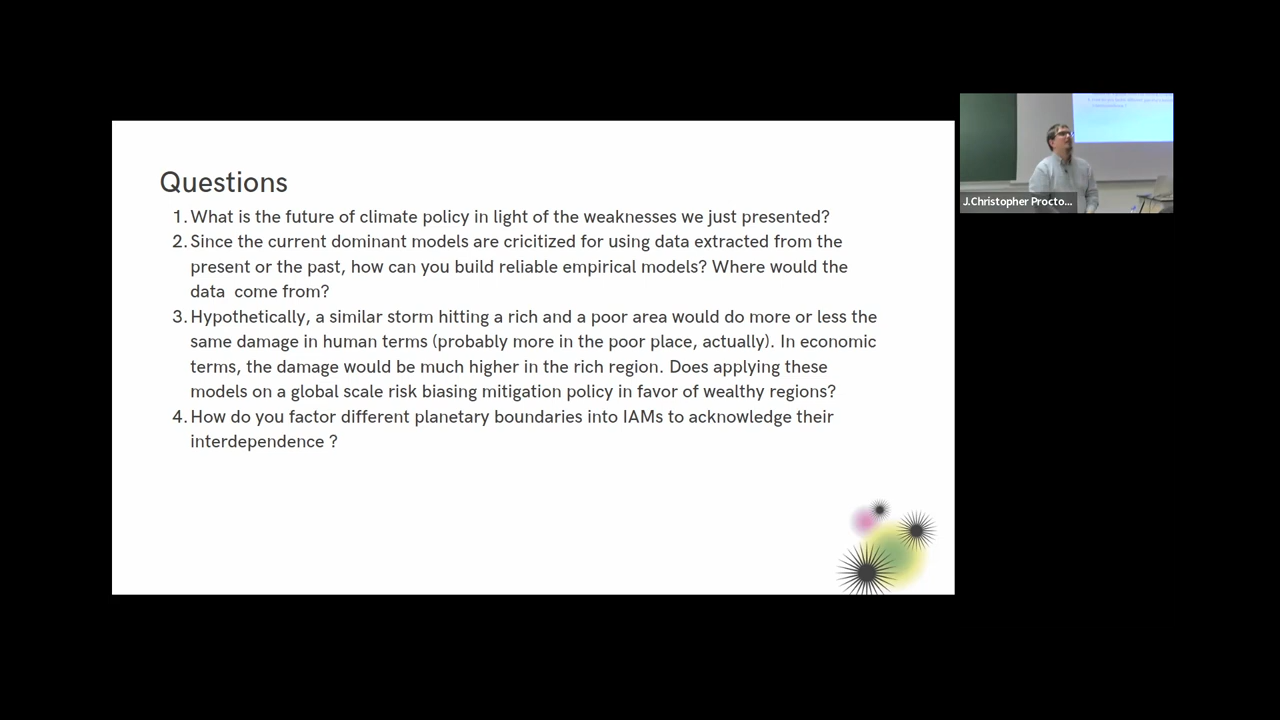 Questions
1. What is the future of climate policy in light of the weaknesses we just presented?
2. Since the current dominant models are cricitized for using data extracted from the
present or the past, how can you build reliable empirical models? Where would the
data come from?
3. Hypothetically, a similar storm hitting a rich and a poor area would do more or less the
same damage in human terms (probably more in the poor place, actually). In economic
terms, the damage would be much higher in the rich region. Does applying these
models on a global scale risk biasing mitigation policy in favor of wealthy regions?
4. How do you factor different planetary boundaries into IAMs to acknowledge their
interdependence ?
J.Christopher Procto...